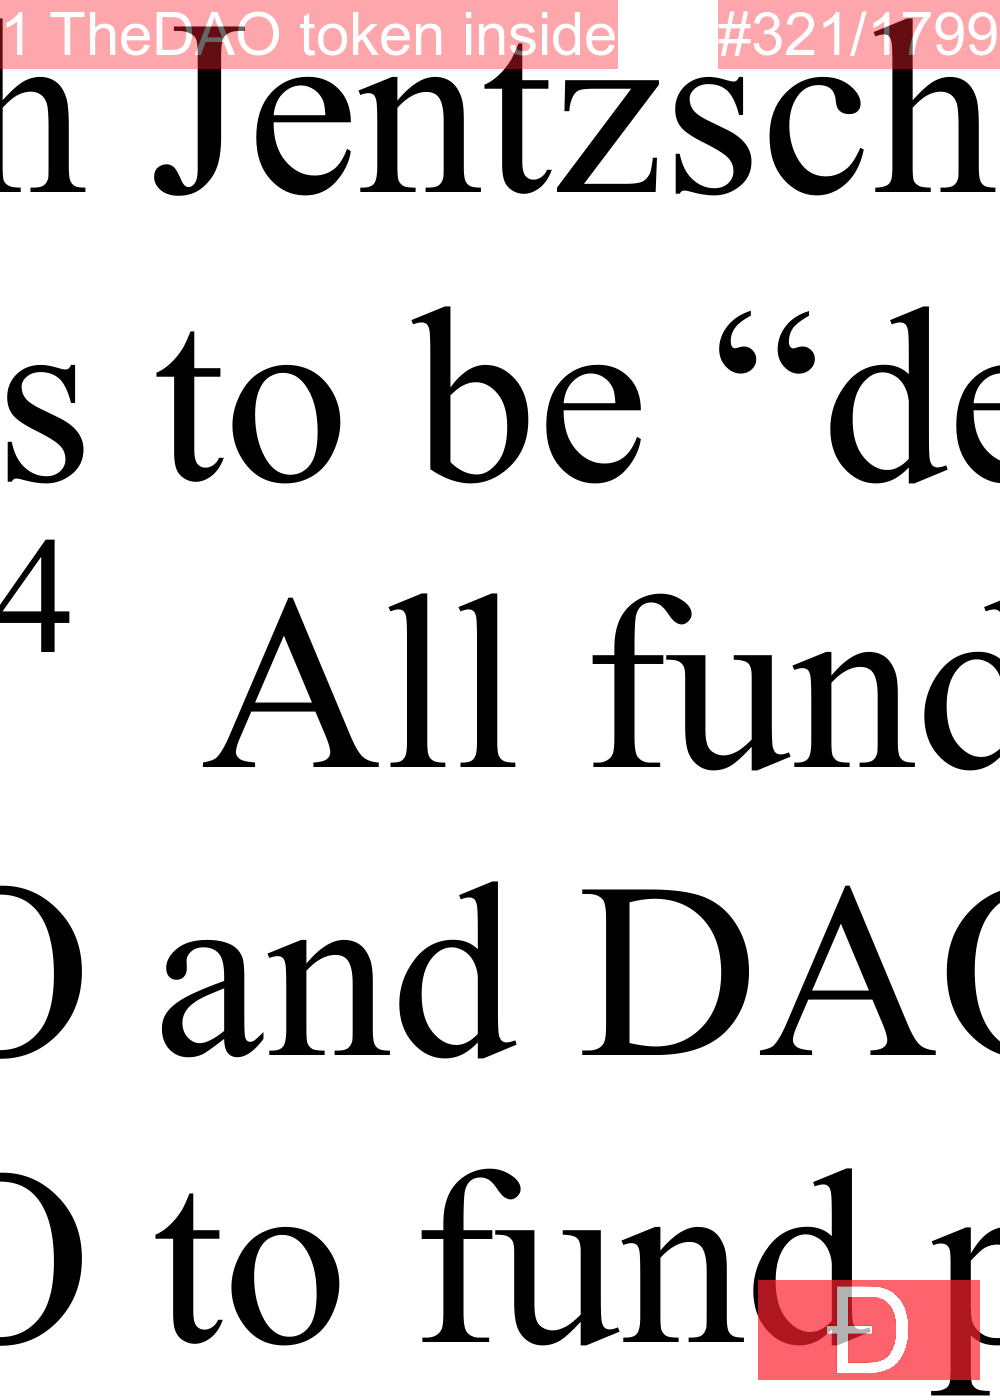 1 TheDAO token inside #321/1799
h Jentzsch
s to be “de
4 All fund
O and DAO
O to fund p
Đ